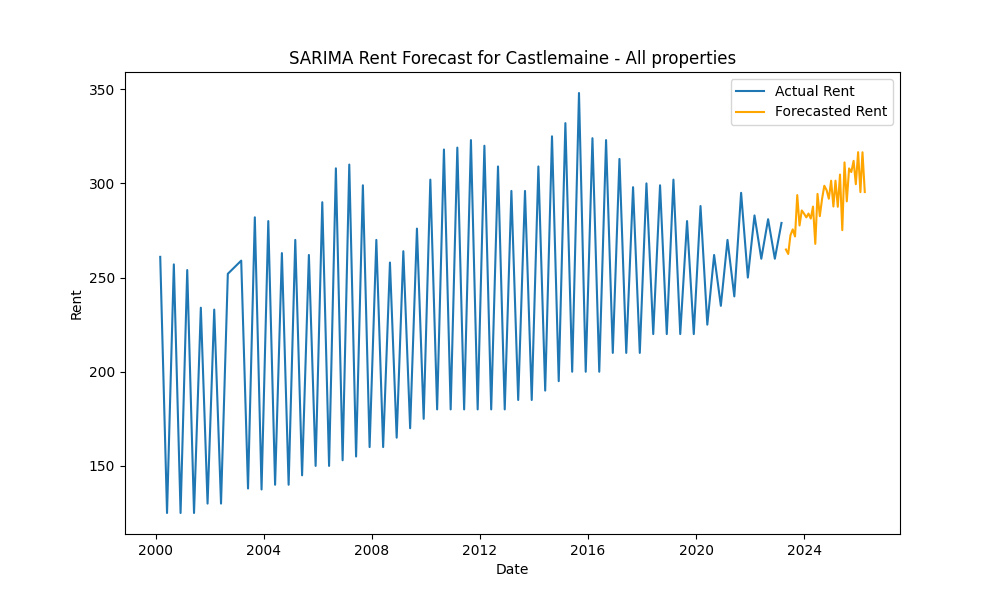 SARIMA Rent Forecast for Castlemaine - All properties
Actual Rent
Forecasted Rent
350
300
250
200
150
Rent
2000 2004 2008 2012 2016 2020 2024
Date